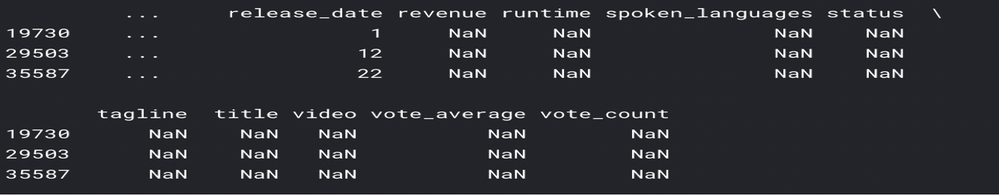 ... release_date revenue runtime spoken_languages status \
19730 ... 1 NaN NaN NaN NaN
29503 ... 12 NaN NaN NaN NaN
35587 ... 22 NaN NaN NaN NaN
tagline title video vote_average vote_count
19730 NaN NaN NaN NaN NaN
29503 NaN NaN NaN NaN NaN
35587 NaN NaN NaN NaN NaN